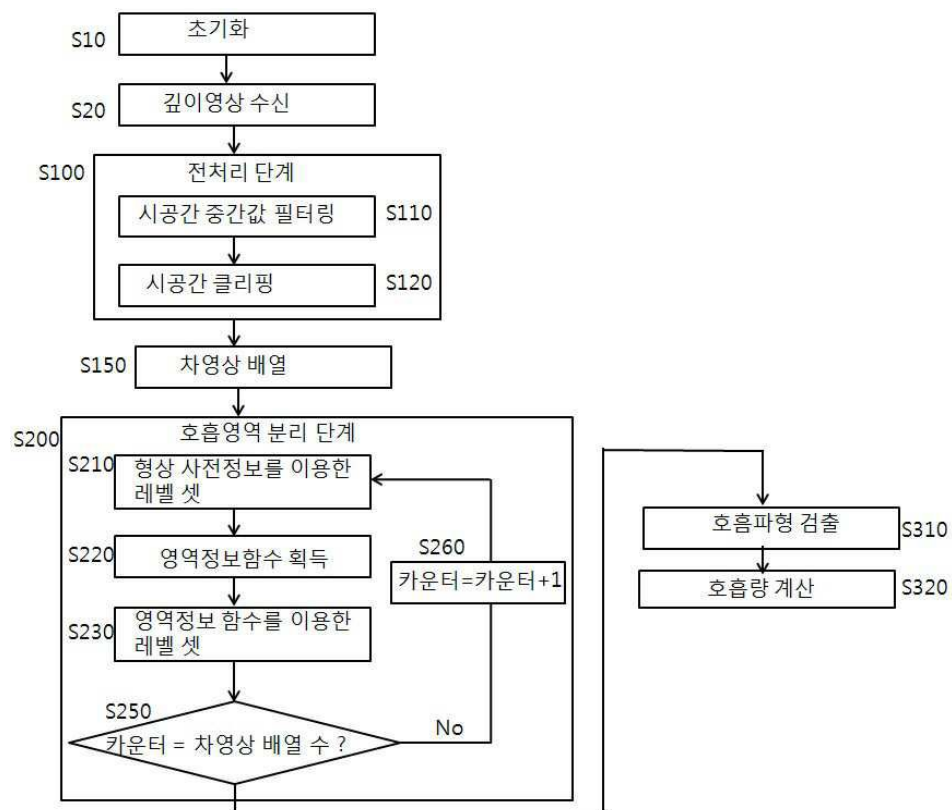 S10
초기화
S20
깊이영상 수신
S100
전처리 단계
시공간 중간값 필터링
S110
시공간 클리핑
S120
S150
차영상 배열
S200
호흡영역 분리 단계
S210
형상 사전정보를 이용한
레벨 셋
S220
영역정보함수 획득
S260
카운터=카운터+1
S230
영역정보 함수를 이용한
레벨 셋
S250
카운터 = 차영상 배열 수 ?
No
호흠파형 검출
S310
호흡량 계산
S320